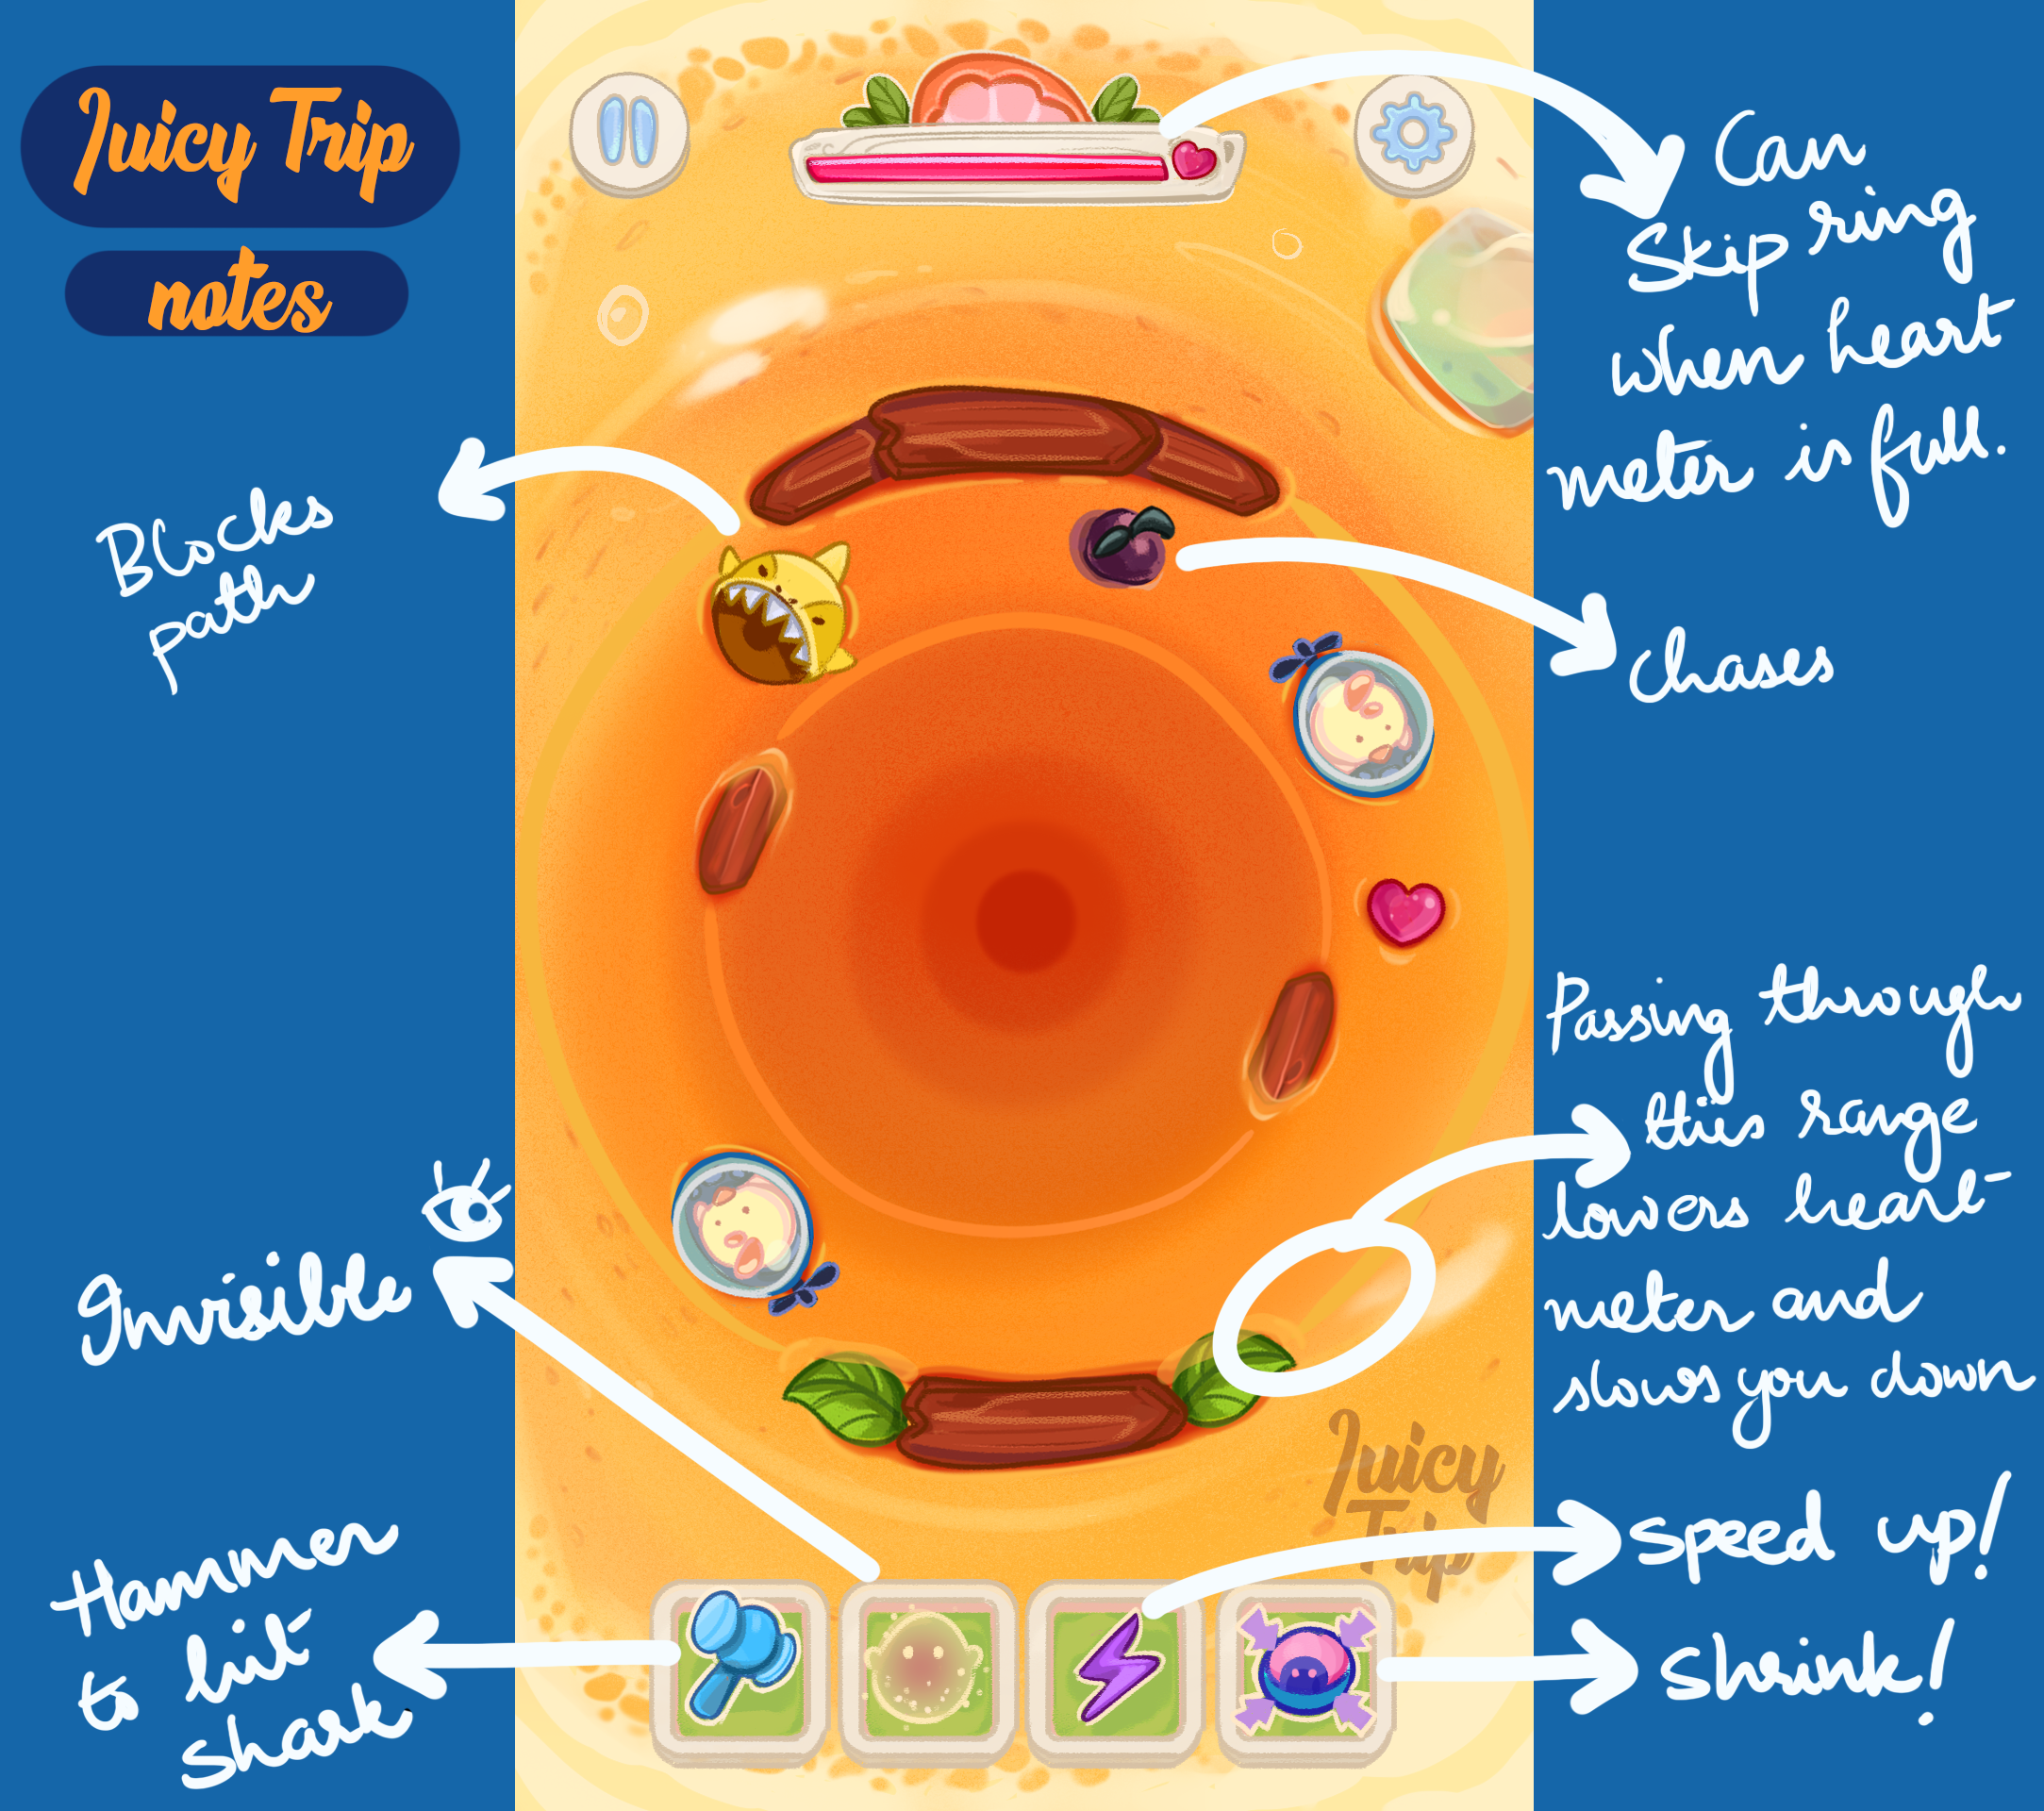 Juicy Trip
notes
Can
Skip ring
when heart
meter is full.
Blocks
path
chases
Passing through
this range
lowers heart
meter and
slows you down
Invisible
Juicy
Trip
Speed up!
Hammer
to hit
shark
Shrink!